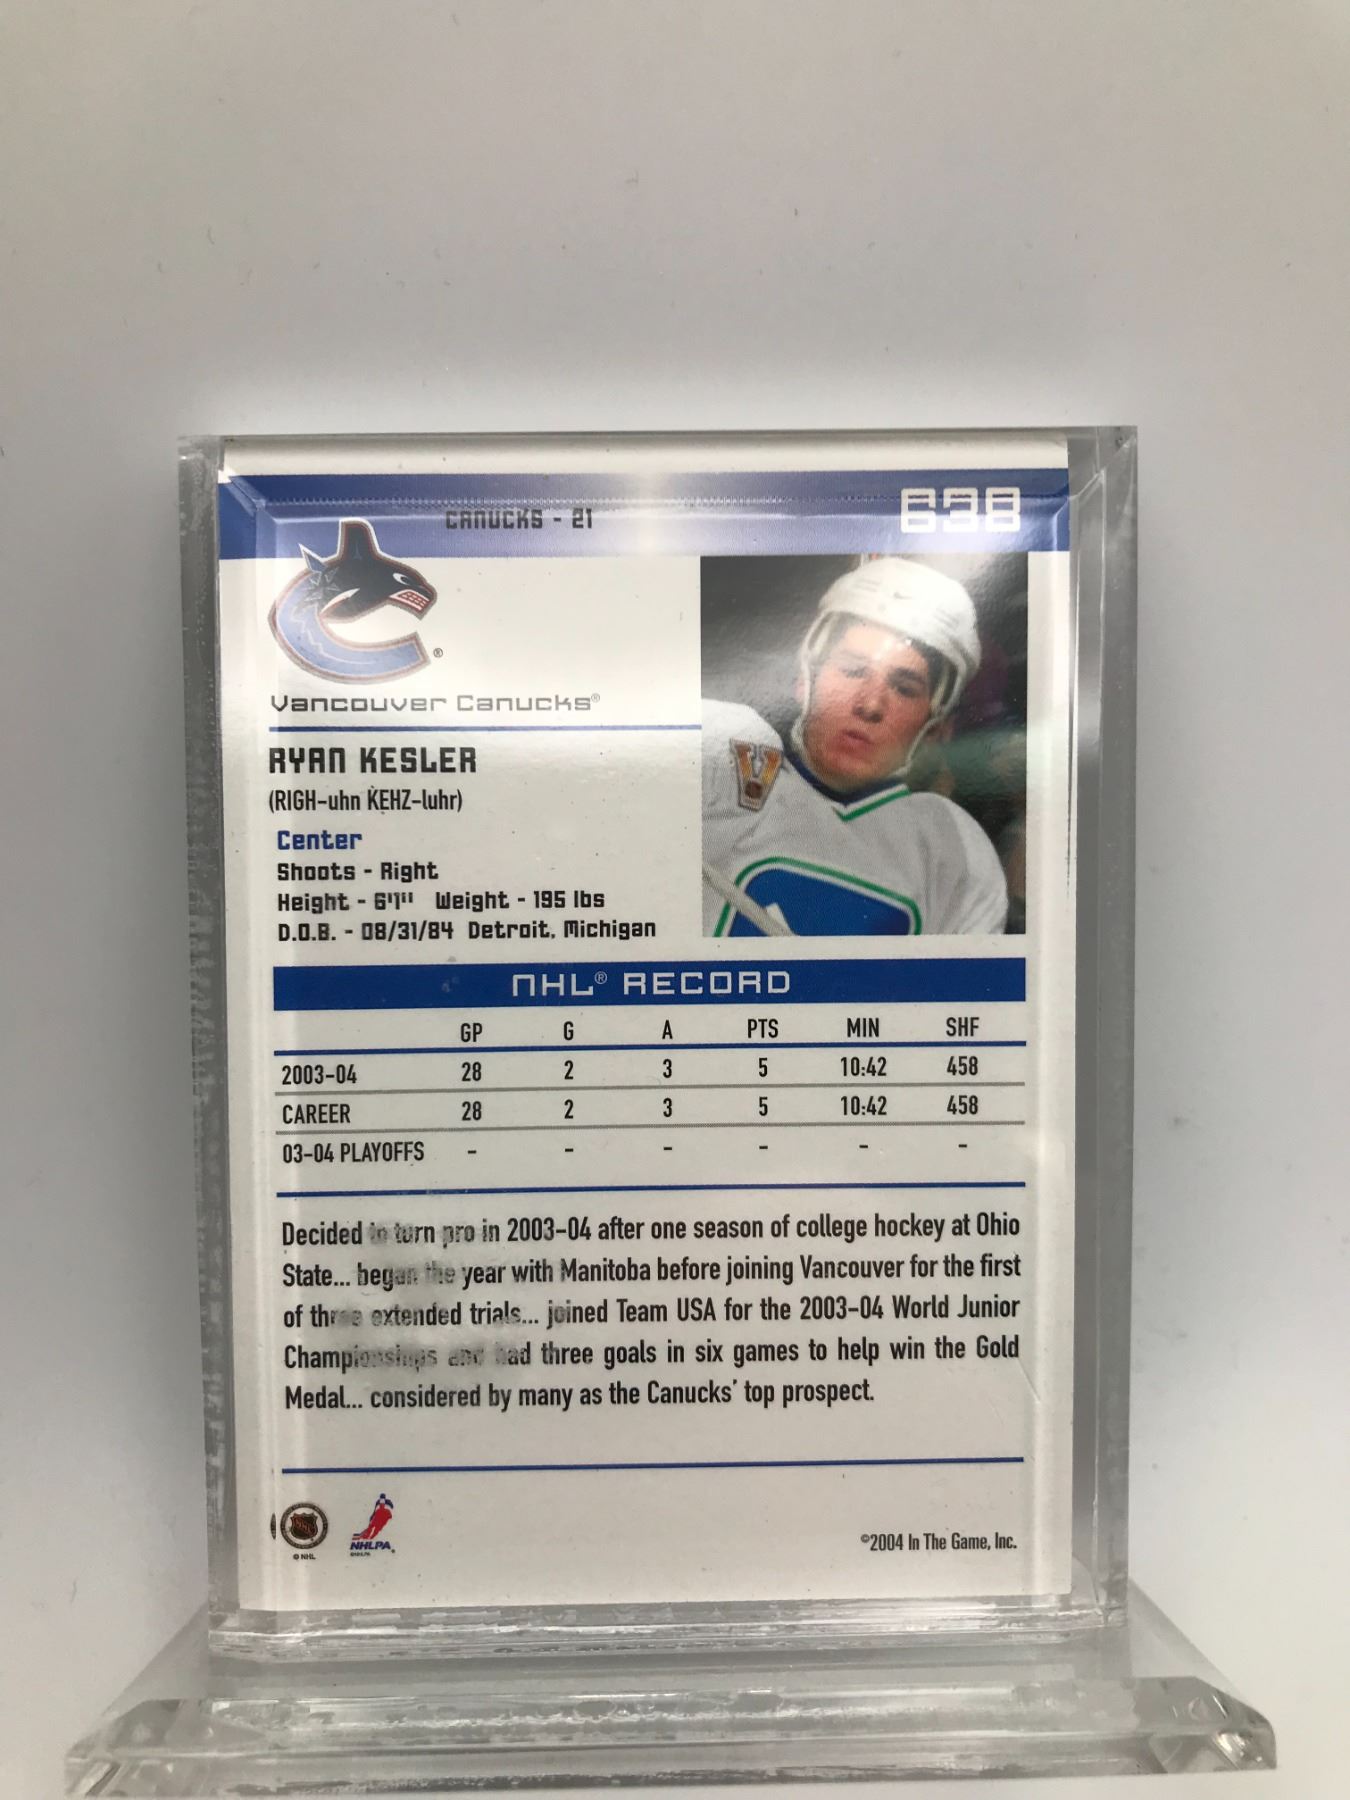 CANUCKS - 21
638
Vancouver Canucks®
RYAN KESLER
(RIGH-uhn KEHZ-luhr)
Center
Shoots - Right
Height - 6'1" Weight - 195 lbs
D.O.B. - 08/31/84 Detroit, Michigan
NHL® RECORD
GP G A PTS MIN SHF
2003-04 28 2 3 5 10:42 458
CAREER 28 2 3 5 10:42 458
03-04 PLAYOFFS - - - - - -
Decided to turn pro in 2003-04 after one season of college hockey at Ohio
State... began the year with Manitoba before joining Vancouver for the first
of three extended trials... joined Team USA for the 2003-04 World Junior
Championships and had three goals in six games to help win the Gold
Medal... considered by many as the Canucks' top prospect.
© NHL
NHLPA
©2004 In The Game, Inc.